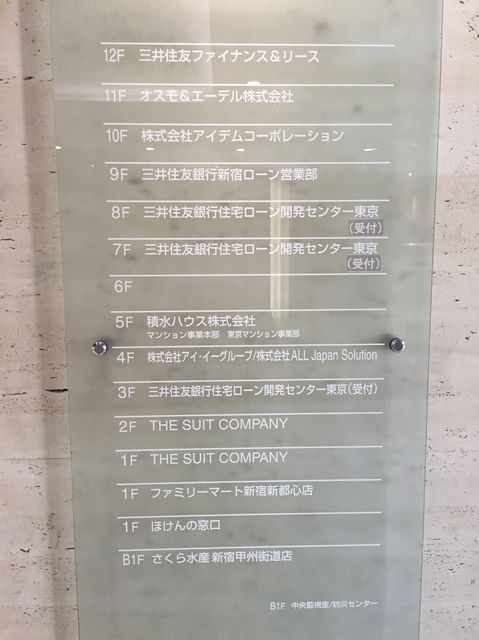 12F 三井住友ファイナンス&リース
11F オスモ&エーデル株式会社
10F 株式会社アイデムコーポレーション
9F 三井住友銀行新宿ローン営業部
8F 三井住友銀行住宅ローン開発センター東京
(受付)
7F 三井住友銀行住宅ローン開発センター東京
(受付)
6F
5F 積水ハウス株式会社
マンション事業本部 東京マンション事業部
4F 株式会社アイ・イーグループ/株式会社ALL Japan Solution
3F 三井住友銀行住宅ローン開発センター東京(受付)
2F THE SUIT COMPANY
1F THE SUIT COMPANY
1F ファミリーマート新宿新都心店
1F ほけんの窓口
B1F さくら水産 新宿甲州街道店
B1F 中央監視室/防災センター